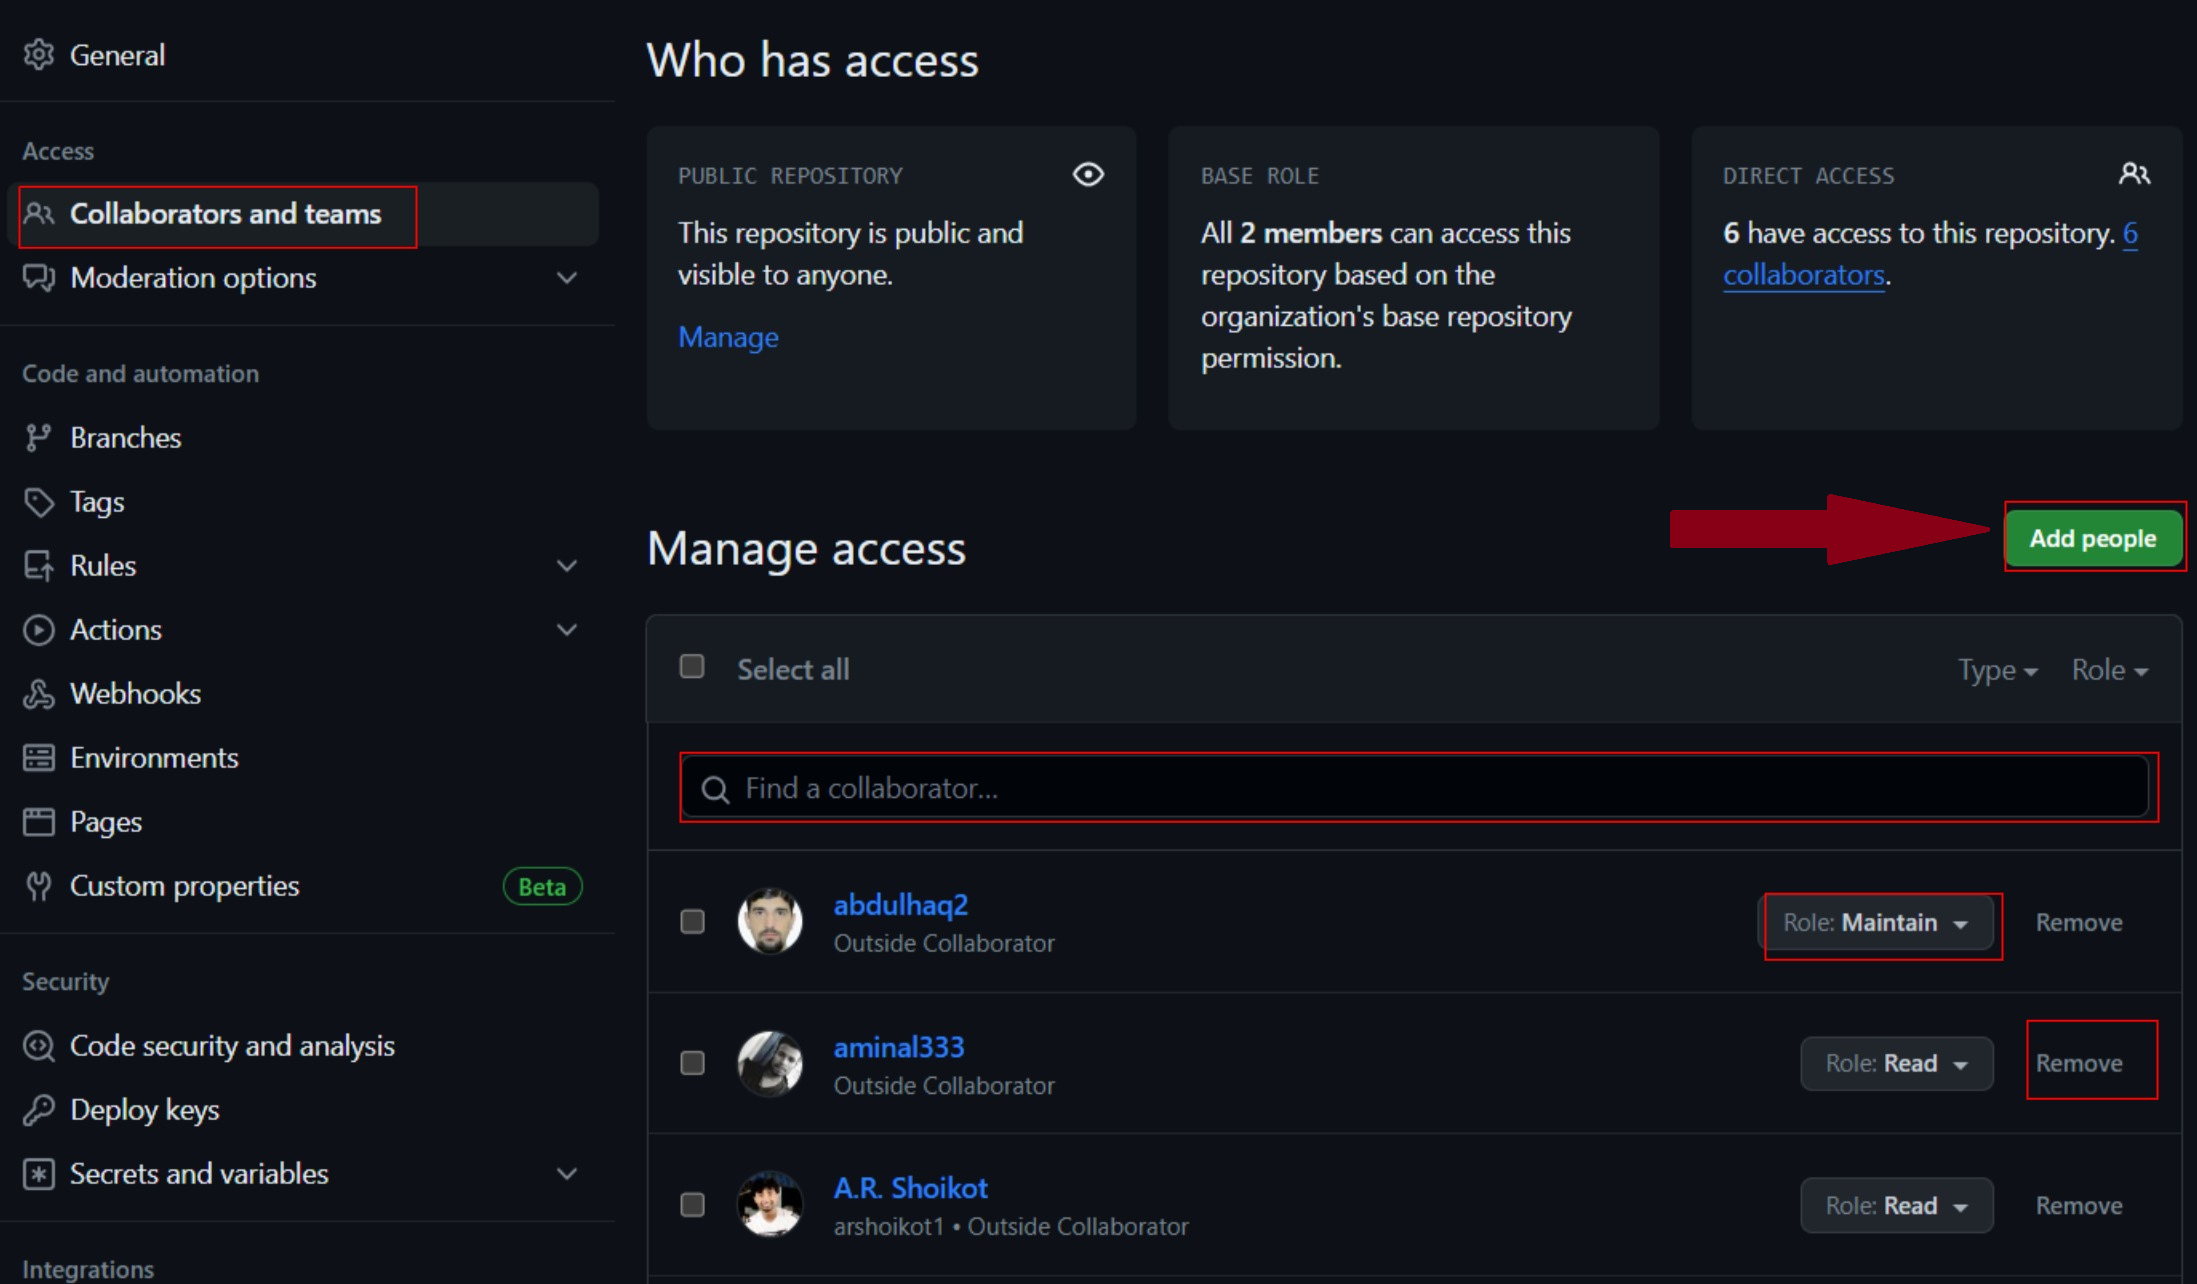 General
Access
Collaborators and teams
Moderation options
Code and automation
Branches
Tags
Rules
Actions
Webhooks
Environments
Pages
Custom properties Beta
Security
Code security and analysis
Deploy keys
Secrets and variables
Integrations
Who has access
PUBLIC REPOSITORY
This repository is public and
visible to anyone.
Manage
BASE ROLE
All 2 members can access this
repository based on the
organization's base repository
permission.
DIRECT ACCESS
6 have access to this repository. 6
collaborators.
Manage access
Add people
Select all Type Role
Find a collaborator...
abdulhaq2
Outside Collaborator
Role: Maintain Remove
aminal333
Outside Collaborator
Role: Read Remove
A.R. Shoikot
arshoikot1 • Outside Collaborator
Role: Read Remove